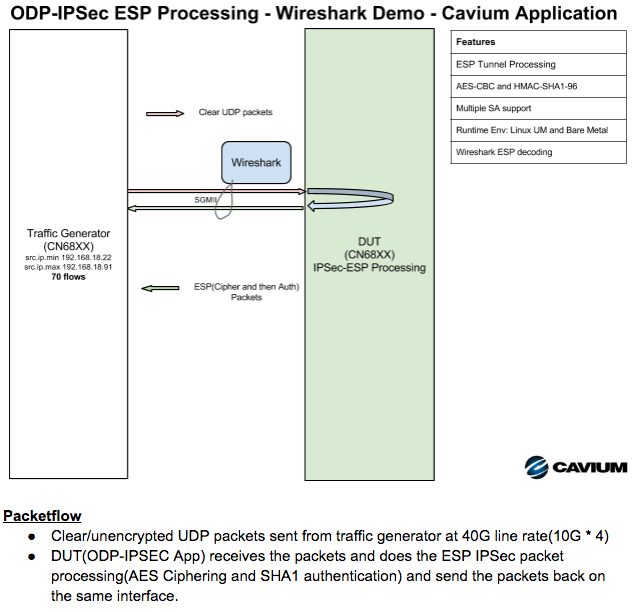 ODP-IPSec ESP Processing - Wireshark Demo - Cavium Application
Features
ESP Tunnel Processing
AES-CBC and HMAC-SHA1-96
Multiple SA support
Runtime Env: Linux UM and Bare Metal
Wireshark ESP decoding
Clear UDP packets
Wireshark
SGMII
Traffic Generator
(CN68XX)
src.ip.min 192.168.18.22
src.ip.max 192.168.18.91
70 flows
DUT
(CN68XX)
IPSec-ESP Processing
ESP(Cipher and then Auth)
Packets
CAVIUM
Packetflow
● Clear/unencrypted UDP packets sent from traffic generator at 40G line rate(10G * 4)
● DUT(ODP-IPSEC App) receives the packets and does the ESP IPSec packet
processing(AES Ciphering and SHA1 authentication) and send the packets back on
the same interface.